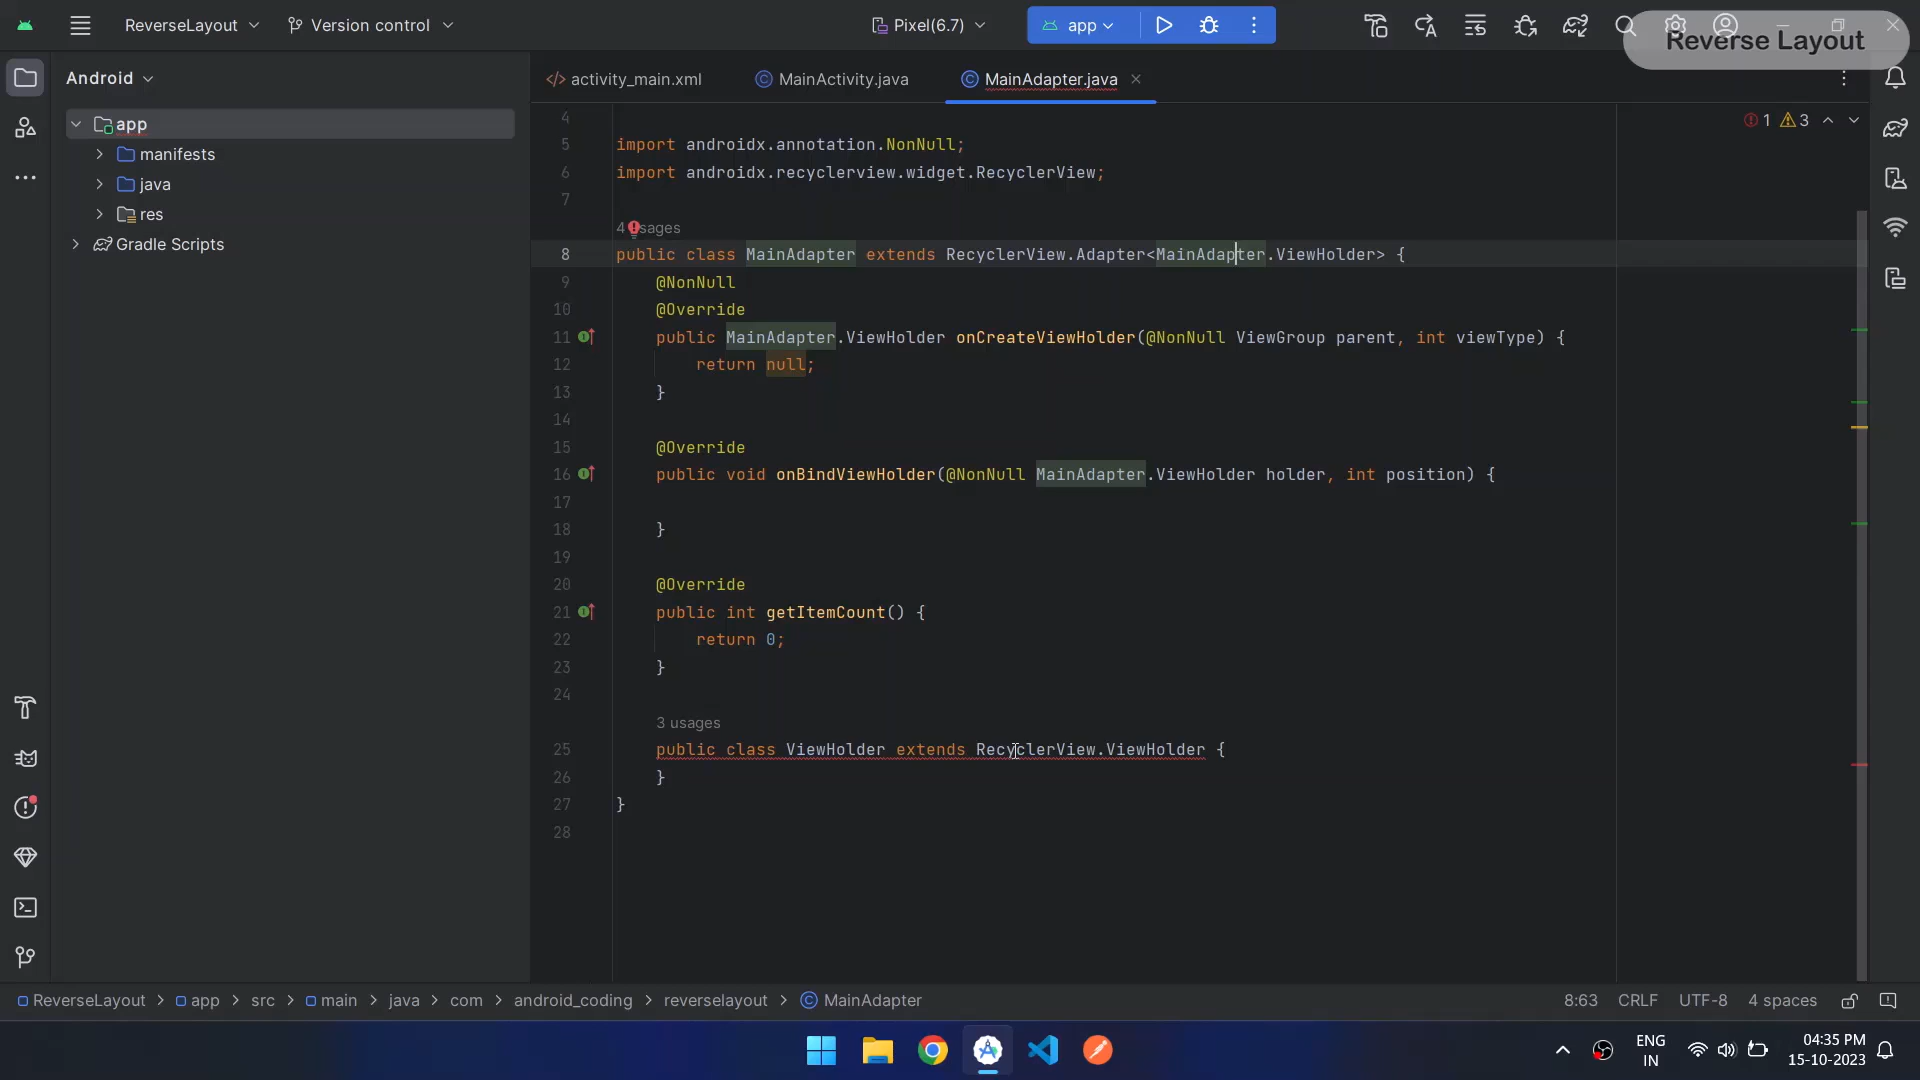 ReverseLayout
Version control
Pixel(6.7)
app
Reverse Layout
Android
activity_main.xml
MainActivity.java
MainAdapter.java
app
manifests
java
res
Gradle Scripts
1 3
4
5 import androidx.annotation.NonNull;
6 import androidx.recyclerview.widget.RecyclerView;
7
4 usages
8 public class MainAdapter extends RecyclerView.Adapter<MainAdapter.ViewHolder> {
9 @NonNull
10 @Override
11 public MainAdapter.ViewHolder onCreateViewHolder(@NonNull ViewGroup parent, int viewType) {
12 return null;
13 }
14
15 @Override
16 public void onBindViewHolder(@NonNull MainAdapter.ViewHolder holder, int position) {
17
18 }
19
20 @Override
21 public int getItemCount() {
22 return 0;
23 }
24
3 usages
25 public class ViewHolder extends RecyclerView.ViewHolder {
26 }
27 }
28
ReverseLayout > app > src > main > java > com > android_coding > reverselayout > MainAdapter
8:63 CRLF UTF-8 4 spaces
ENG
IN
04:35 PM
15-10-2023